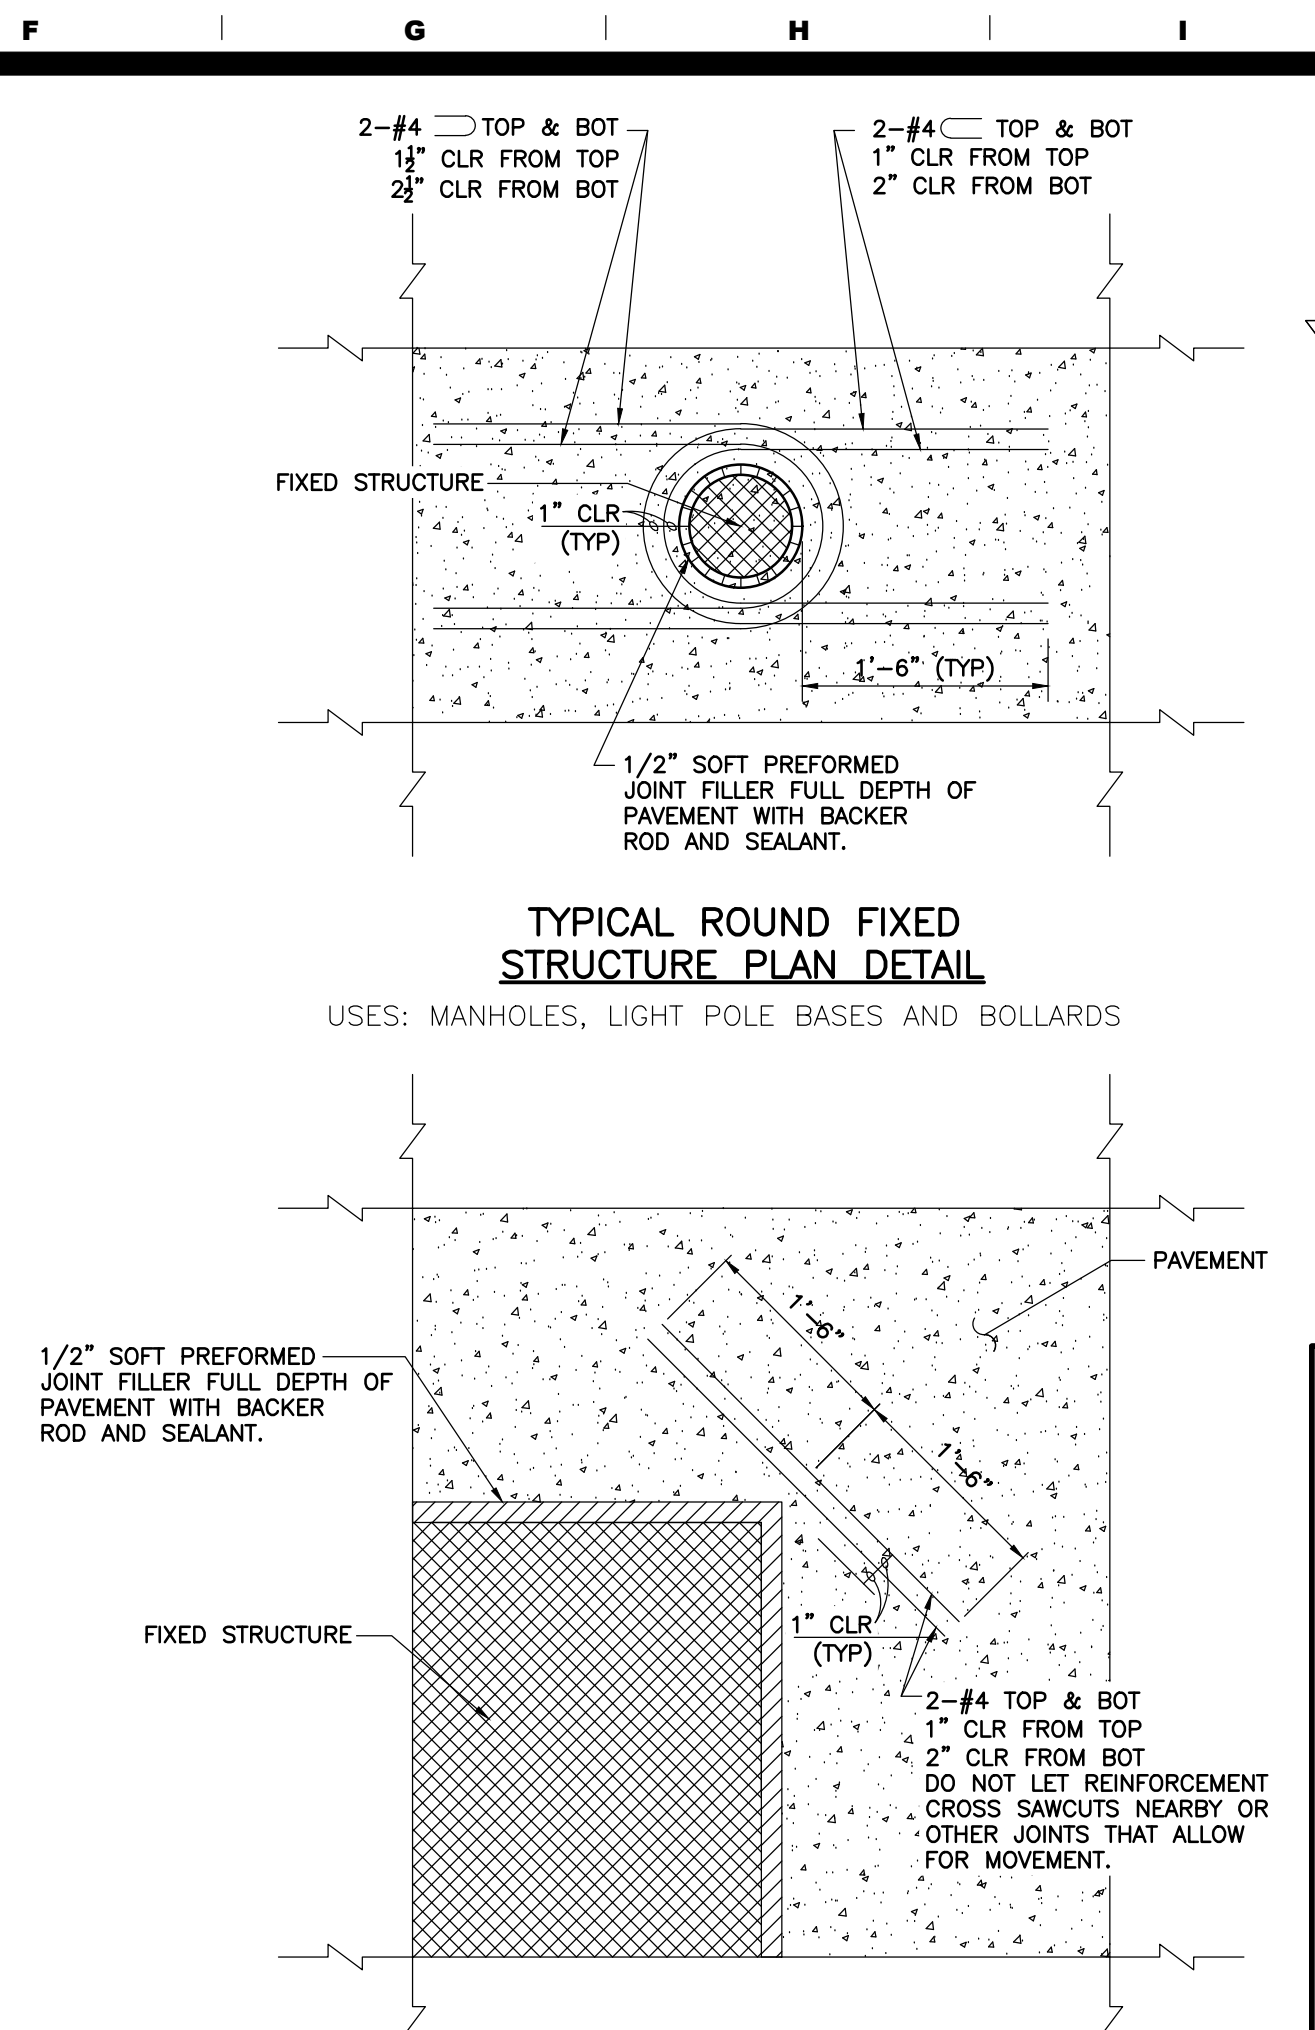 F G H I
2-#4 TOP & BOT
1½" CLR FROM TOP
2½" CLR FROM BOT
2-#4 TOP & BOT
1" CLR FROM TOP
2" CLR FROM BOT
FIXED STRUCTURE
1" CLR
(TYP)
1'-6" (TYP)
1/2" SOFT PREFORMED
JOINT FILLER FULL DEPTH OF
PAVEMENT WITH BACKER
ROD AND SEALANT.
TYPICAL ROUND FIXED
STRUCTURE PLAN DETAIL
USES: MANHOLES, LIGHT POLE BASES AND BOLLARDS
PAVEMENT
1'-6"
1/2" SOFT PREFORMED
JOINT FILLER FULL DEPTH OF
PAVEMENT WITH BACKER
ROD AND SEALANT.
1'-6"
FIXED STRUCTURE
1" CLR
(TYP)
2-#4 TOP & BOT
1" CLR FROM TOP
2" CLR FROM BOT
DO NOT LET REINFORCEMENT
CROSS SAWCUTS NEARBY OR
OTHER JOINTS THAT ALLOW
FOR MOVEMENT.